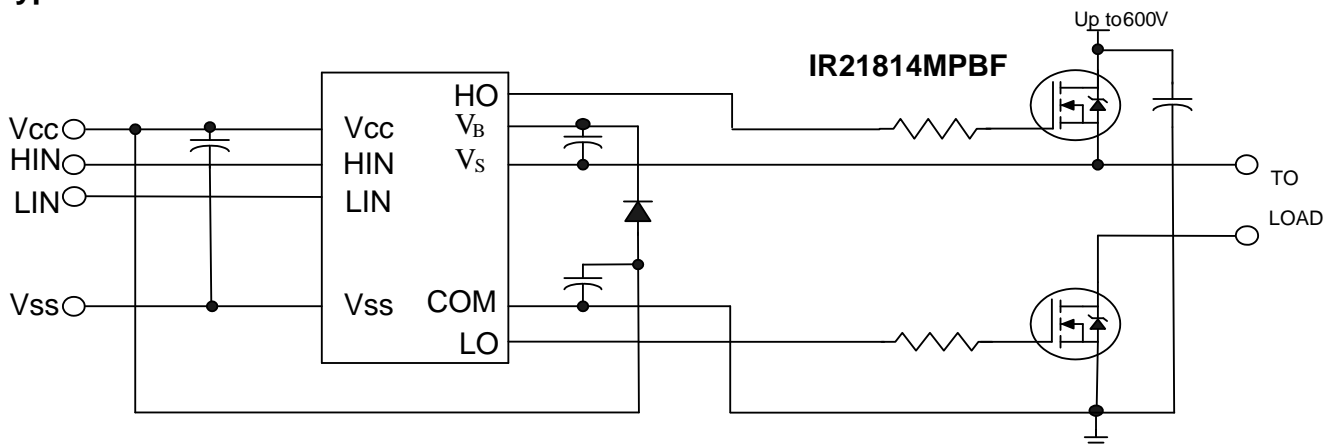 Up to600V
IR21814MPBF
HO
Vcc
Vcc
VB
HIN
HIN
VS
LIN
LIN
TO
LOAD
Vss
Vss
COM
LO